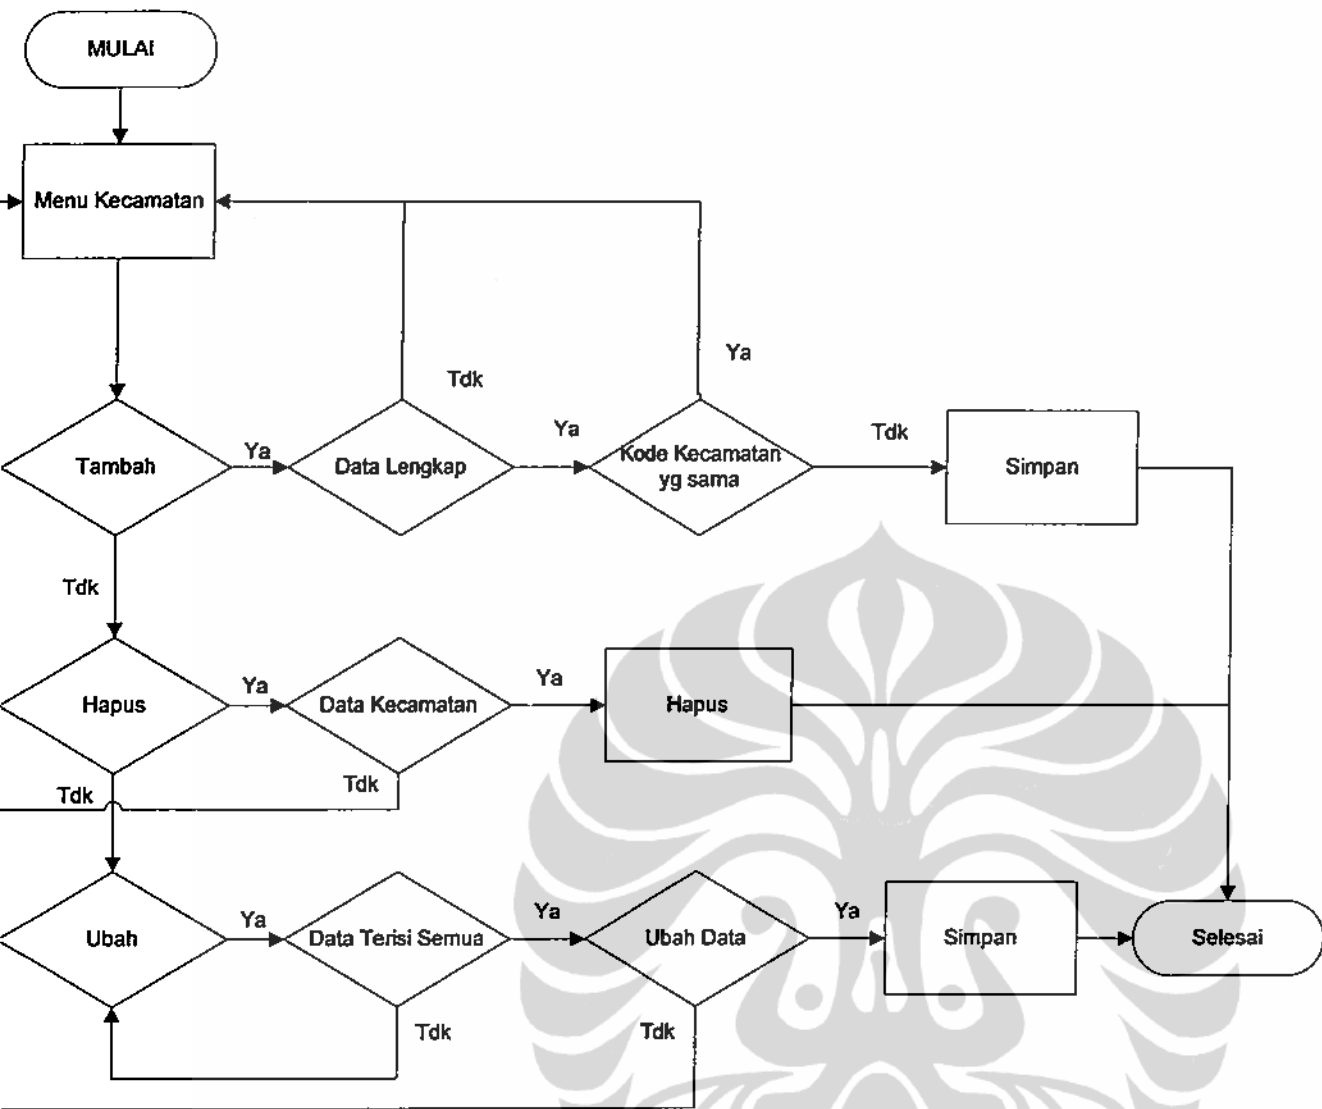 MULAI
Menu Kecamatan
Ya
Tdk
Tambah
Ya
Data Lengkap
Ya
Kode Kecamatan
yg sama
Tdk
Simpan
Tdk
Hapus
Ya
Data Kecamatan
Ya
Hapus
Tdk
Tdk
Ubah
Ya
Data Terisi Semua
Ya
Ubah Data
Ya
Simpan
Selesai
Tdk
Tdk